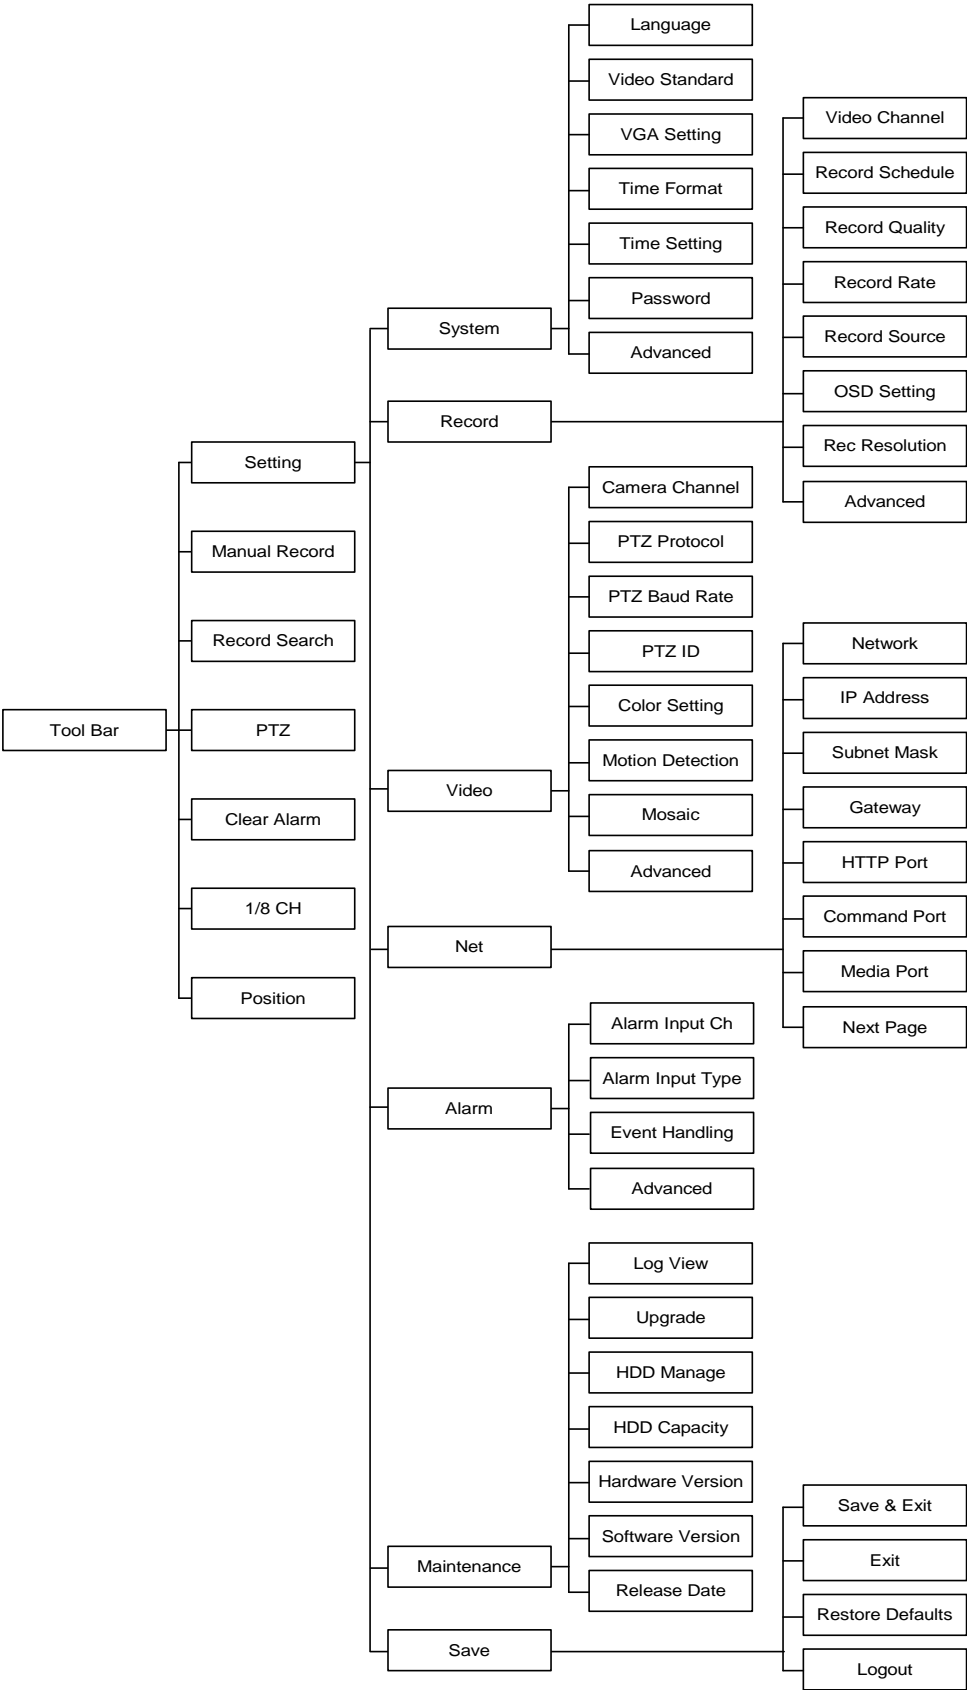 Tool Bar
Setting
Manual Record
Record Search
PTZ
Clear Alarm
1/8 CH
Position
System
Record
Video
Net
Alarm
Maintenance
Save
Language
Video Standard
VGA Setting
Time Format
Time Setting
Password
Advanced
Video Channel
Record Schedule
Record Quality
Record Rate
Record Source
OSD Setting
Rec Resolution
Advanced
Camera Channel
PTZ Protocol
PTZ Baud Rate
PTZ ID
Color Setting
Motion Detection
Mosaic
Advanced
Network
IP Address
Subnet Mask
Gateway
HTTP Port
Command Port
Media Port
Next Page
Alarm Input Ch
Alarm Input Type
Event Handling
Advanced
Log View
Upgrade
HDD Manage
HDD Capacity
Hardware Version
Software Version
Release Date
Save & Exit
Exit
Restore Defaults
Logout